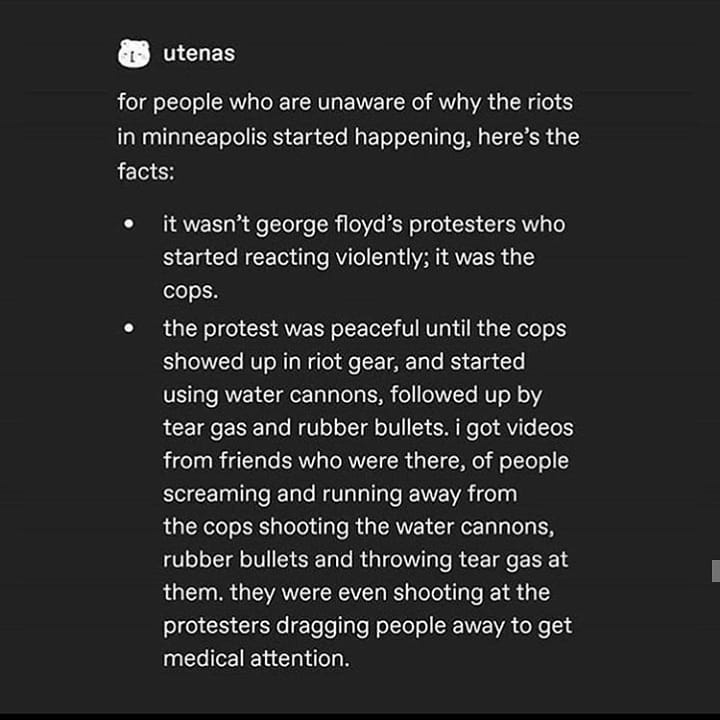 utenas
for people who are unaware of why the riots
in minneapolis started happening, here's the
facts:
• it wasn't george floyd's protesters who
started reacting violently; it was the
cops.
• the protest was peaceful until the cops
showed up in riot gear, and started
using water cannons, followed up by
tear gas and rubber bullets. i got videos
from friends who were there, of people
screaming and running away from
the cops shooting the water cannons,
rubber bullets and throwing tear gas at
them. they were even shooting at the
protesters dragging people away to get
medical attention.